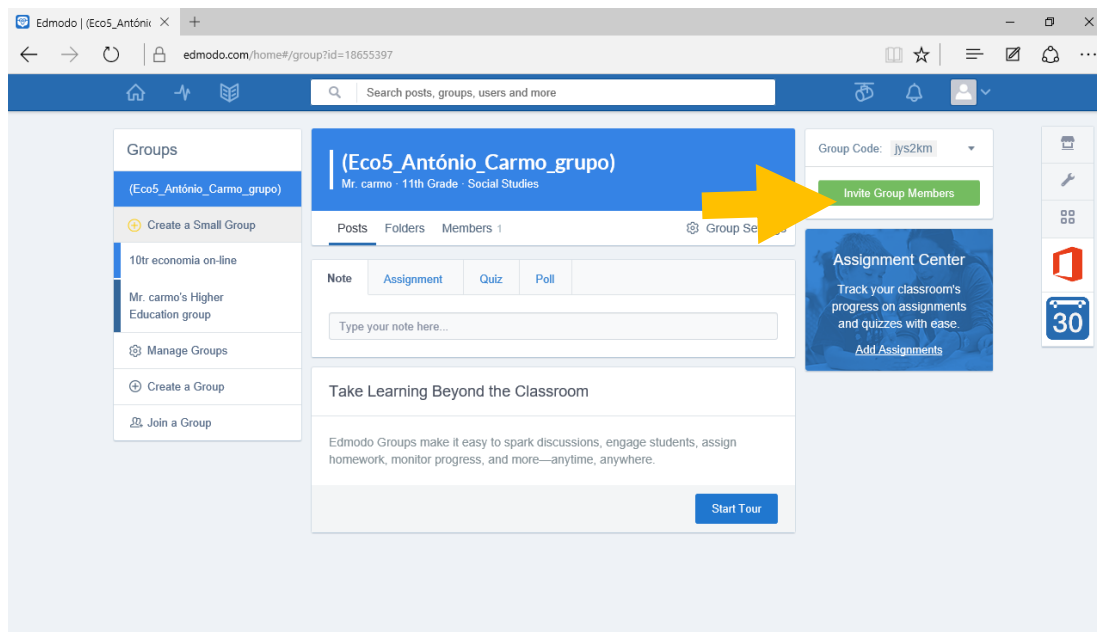 Edmodo | (Eco5_António
edmodo.com/home#/group?id=18655397
Search posts, groups, users and more
Groups
(Eco5_António_Carmo_grupo)
Create a Small Group
10tr economia on-line
Mr. carmo's Higher
Education group
Manage Groups
Create a Group
Join a Group
(Eco5_António_Carmo_grupo)
Mr. carmo · 11th Grade · Social Studies
Posts Folders Members 1
Group
Note Assignment Quiz Poll
Type your note here...
Take Learning Beyond the Classroom
Edmodo Groups make it easy to spark discussions, engage students, assign
homework, monitor progress, and more—anytime, anywhere.
Start Tour
Group Code: jys2km
Invite Group Members
Assignment Center
Track your classroom's
progress on assignments
and quizzes with ease.
Add Assignments
30